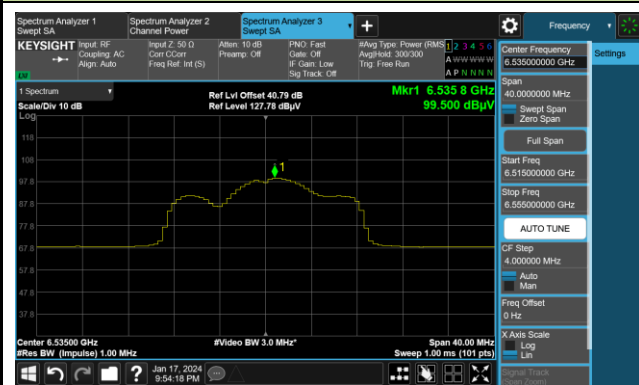 Spectrum Analyzer 1
Swept SA
Spectrum Analyzer 2
Channel Power
Spectrum Analyzer 3
Swept SA
Frequency
KEYSIGHT
Input: RF
Coupling: AC
Align: Auto
Input Z: 50 Ω
Corr CCorr
Freq Ref: Int (S)
Atten: 10 dB
Preamp: Off
PNO: Fast
Gate: Off
IF Gain: Low
Sig Track: Off
#Avg Type: Power (RMS
Avg|Hold: 300/300
Trig: Free Run
1 2 3 4 5 6
A W W W W W
A P N N N N
1 Spectrum
Scale/Div 10 dB
Log
Ref Lvl Offset 40.79 dB
Ref Level 127.78 dBµV
Mkr1 6.535 8 GHz
99.500 dBµV
118
108
97.8
87.8
77.8
67.8
57.8
47.8
37.8
1
Center 6.53500 GHz
#Res BW (Impulse) 1.00 MHz
#Video BW 3.0 MHz*
Span 40.00 MHz
Sweep 1.00 ms (101 pts)
Jan 17, 2024
9:54:18 PM
Center Frequency
6.535000000 GHz
Settings
Span
40.0000000 MHz
Swept Span
Zero Span
Full Span
Start Freq
6.515000000 GHz
Stop Freq
6.555000000 GHz
AUTO TUNE
CF Step
4.000000 MHz
Auto
Man
Freq Offset
0 Hz
X Axis Scale
Log
Lin
Signal Track
(Span Zoom)